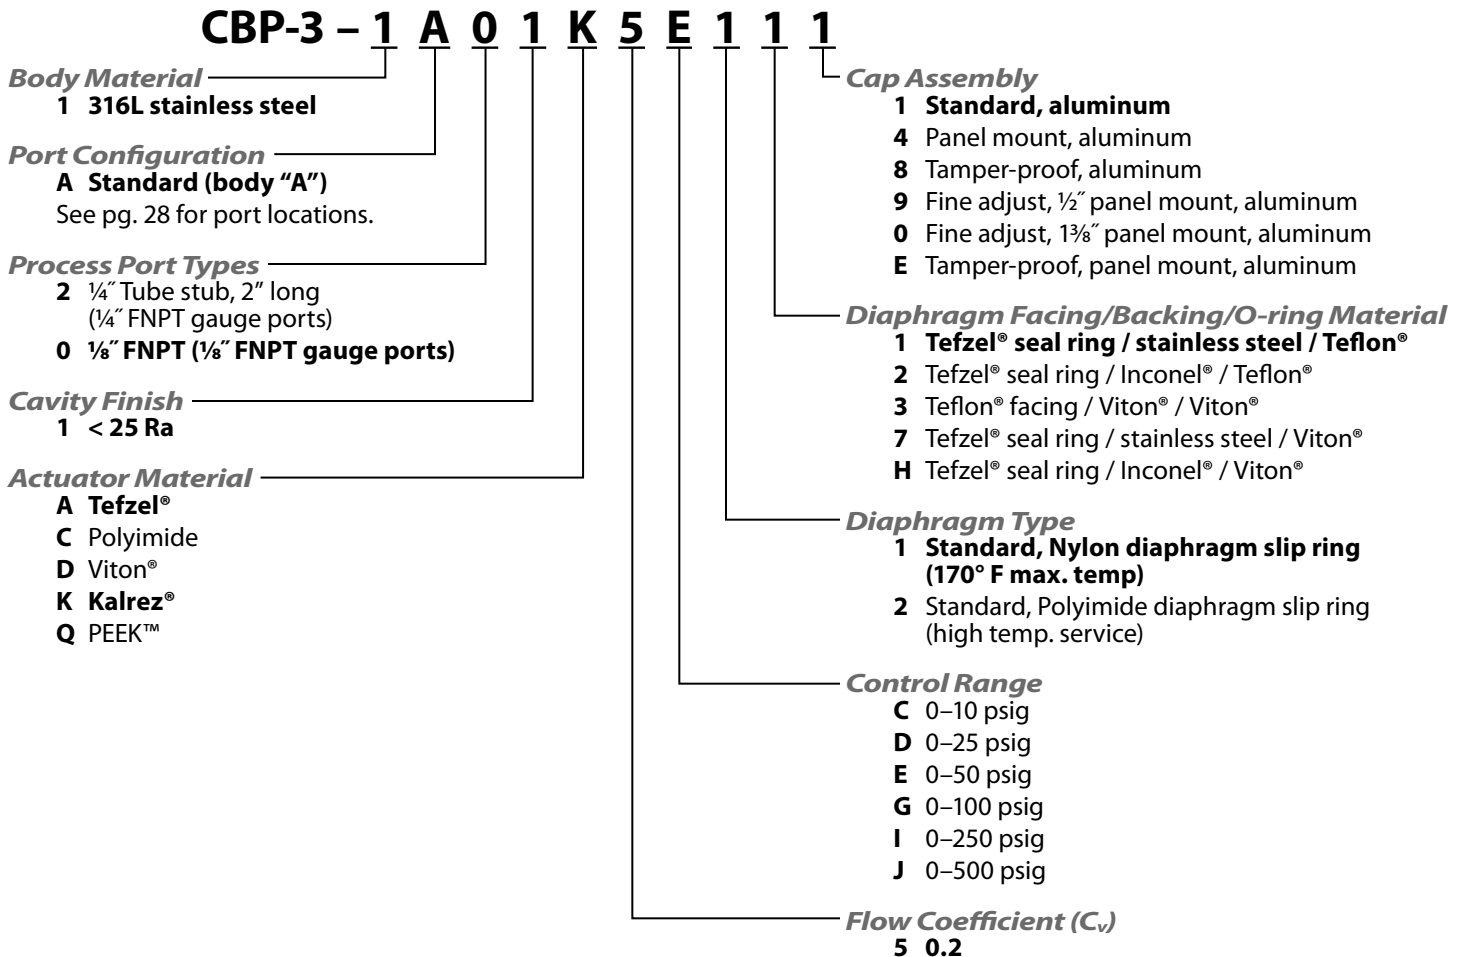 CBP-3 – 1 A 0 1 K 5 E 1 1 1
Body Material
1 316L stainless steel
Port Configuration
A Standard (body “A”)
See pg. 28 for port locations.
Process Port Types
2 ¼˝ Tube stub, 2” long
(¼˝ FNPT gauge ports)
0 ⅛˝ FNPT (⅛˝ FNPT gauge ports)
Cavity Finish
1 < 25 Ra
Actuator Material
A Tefzel®
C Polyimide
D Viton®
K Kalrez®
Q PEEK™
Cap Assembly
1 Standard, aluminum
4 Panel mount, aluminum
8 Tamper-proof, aluminum
9 Fine adjust, ½˝ panel mount, aluminum
0 Fine adjust, 1⅜˝ panel mount, aluminum
E Tamper-proof, panel mount, aluminum
Diaphragm Facing/Backing/O-ring Material
1 Tefzel® seal ring / stainless steel / Teflon®
2 Tefzel® seal ring / Inconel® / Teflon®
3 Teflon® facing / Viton® / Viton®
7 Tefzel® seal ring / stainless steel / Viton®
H Tefzel® seal ring / Inconel® / Viton®
Diaphragm Type
1 Standard, Nylon diaphragm slip ring
(170° F max. temp)
2 Standard, Polyimide diaphragm slip ring
(high temp. service)
Control Range
C 0–10 psig
D 0–25 psig
E 0–50 psig
G 0–100 psig
I 0–250 psig
J 0–500 psig
Flow Coefficient (Cv)
5 0.2